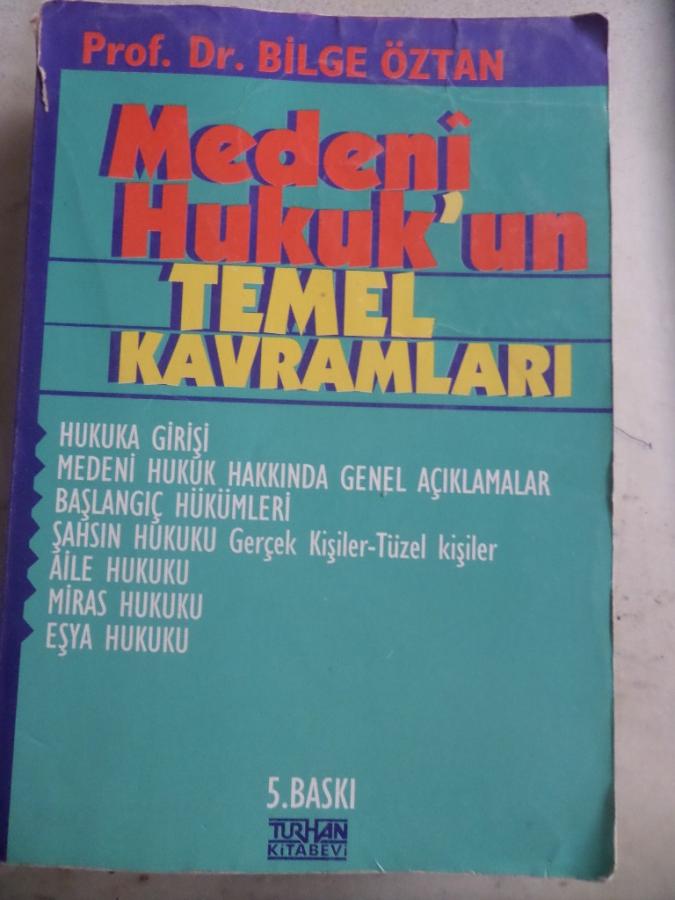 Prof. Dr. BİLGE ÖZTAN
Medenî
Hukuk'un
TEMEL
KAVRAMLARI
HUKUKA GİRİŞİ
MEDENİ HUKUK HAKKINDA GENEL AÇIKLAMALAR
BAŞLANGIÇ HÜKÜMLERİ
ŞAHSIN HUKUKU Gerçek Kişiler-Tüzel kişiler
AİLE HUKUKU
MİRAS HUKUKU
EŞYA HUKUKU
5.BASKI
TURHAN
KİTABEVİ